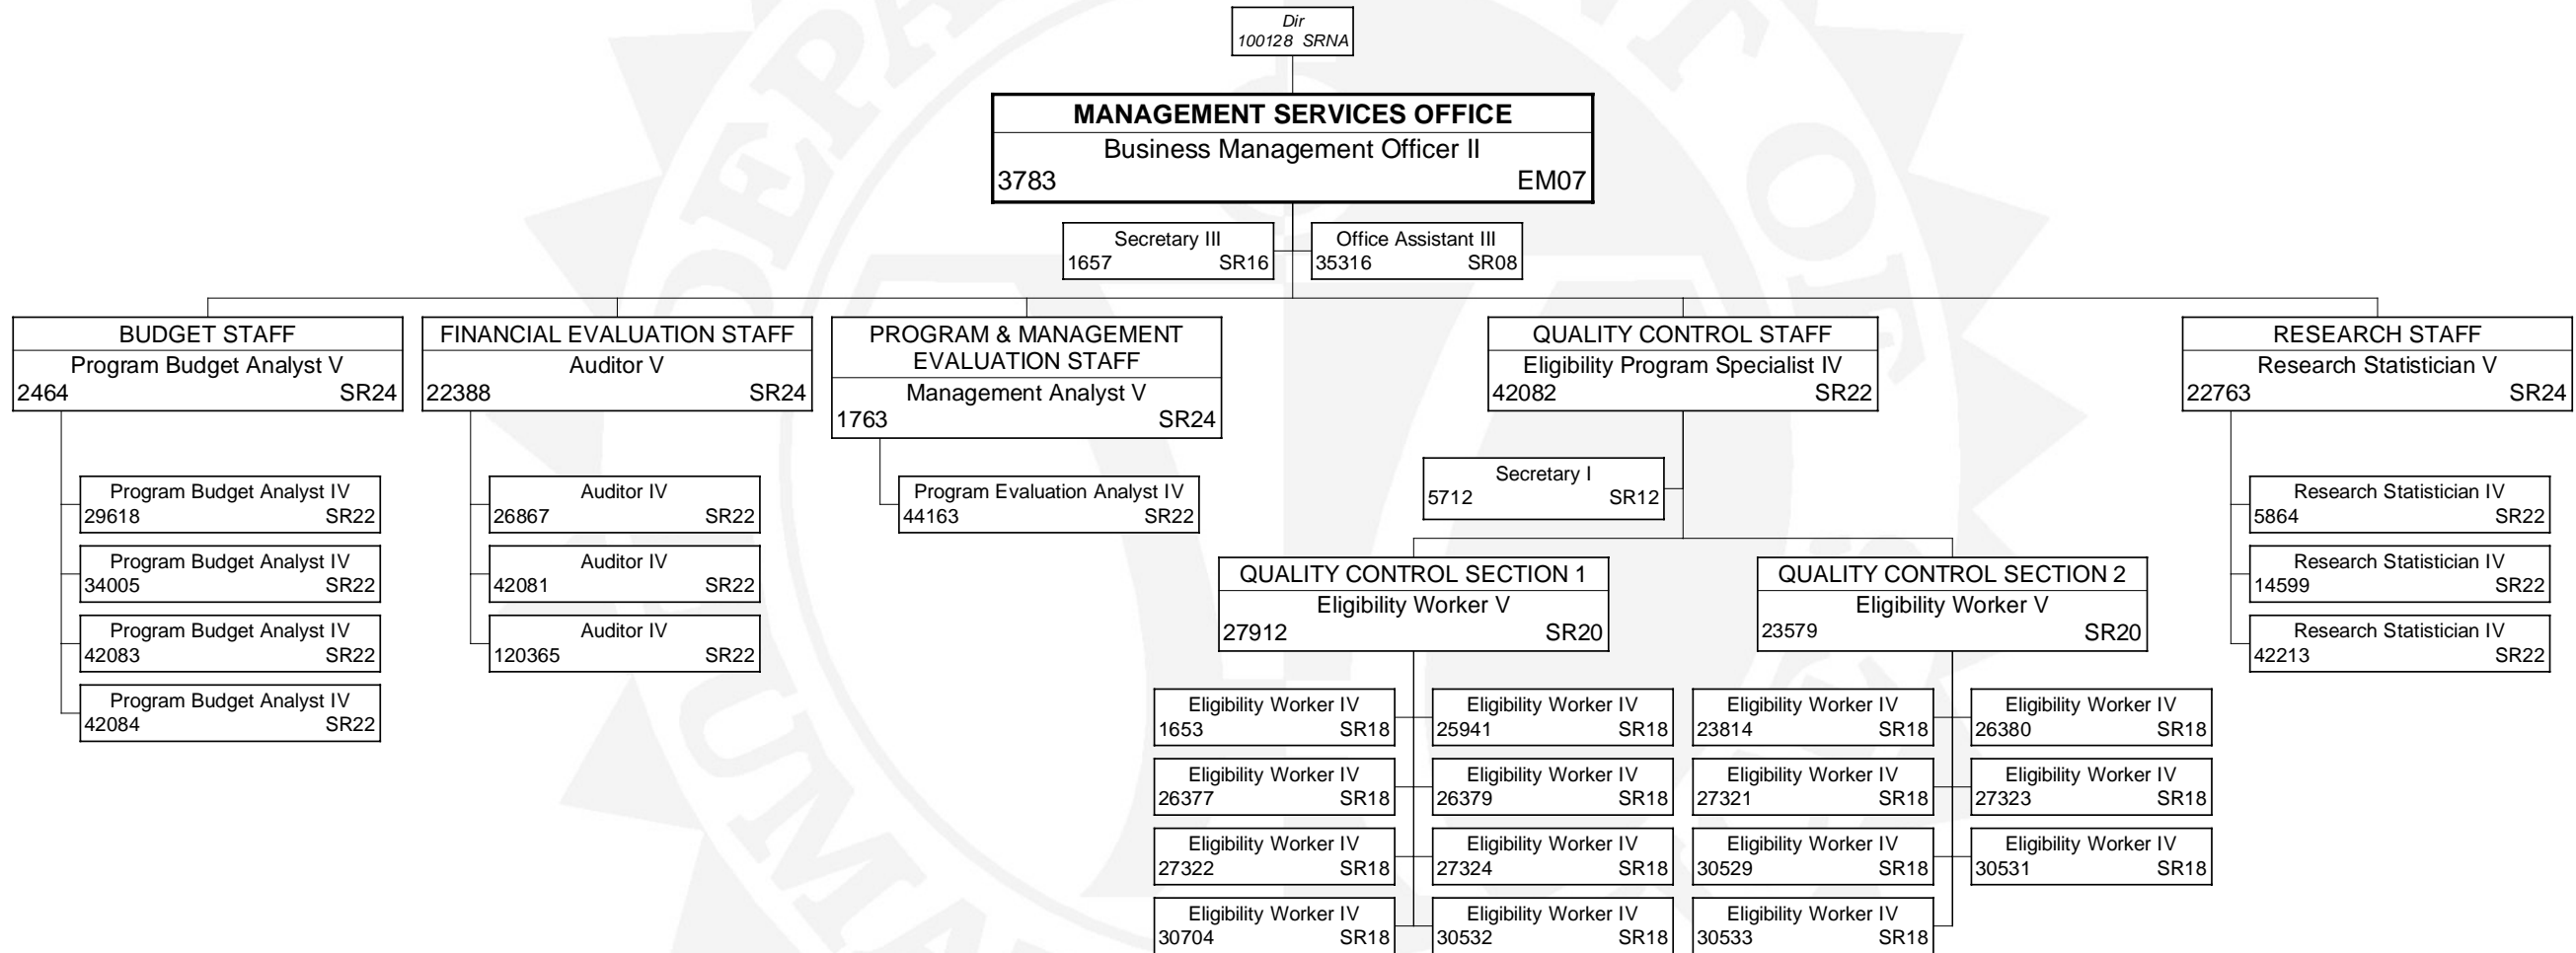 Dir
100128 SRNA
MANAGEMENT SERVICES OFFICE
Business Management Officer II
3783 EM07
Secretary III
1657 SR16
Office Assistant III
35316 SR08
BUDGET STAFF
Program Budget Analyst V
2464 SR24
Program Budget Analyst IV
29618 SR22
Program Budget Analyst IV
34005 SR22
Program Budget Analyst IV
42083 SR22
Program Budget Analyst IV
42084 SR22
FINANCIAL EVALUATION STAFF
Auditor V
22388 SR24
Auditor IV
26867 SR22
Auditor IV
42081 SR22
Auditor IV
120365 SR22
PROGRAM & MANAGEMENT
EVALUATION STAFF
Management Analyst V
1763 SR24
Program Evaluation Analyst IV
44163 SR22
QUALITY CONTROL STAFF
Eligibility Program Specialist IV
42082 SR22
Secretary I
5712 SR12
QUALITY CONTROL SECTION 1
Eligibility Worker V
27912 SR20
Eligibility Worker IV
1653 SR18
Eligibility Worker IV
25941 SR18
Eligibility Worker IV
26377 SR18
Eligibility Worker IV
26379 SR18
Eligibility Worker IV
27322 SR18
Eligibility Worker IV
27324 SR18
Eligibility Worker IV
30704 SR18
Eligibility Worker IV
30532 SR18
QUALITY CONTROL SECTION 2
Eligibility Worker V
23579 SR20
Eligibility Worker IV
23814 SR18
Eligibility Worker IV
26380 SR18
Eligibility Worker IV
27321 SR18
Eligibility Worker IV
27323 SR18
Eligibility Worker IV
30529 SR18
Eligibility Worker IV
30531 SR18
Eligibility Worker IV
30533 SR18
RESEARCH STAFF
Research Statistician V
22763 SR24
Research Statistician IV
5864 SR22
Research Statistician IV
14599 SR22
Research Statistician IV
42213 SR22